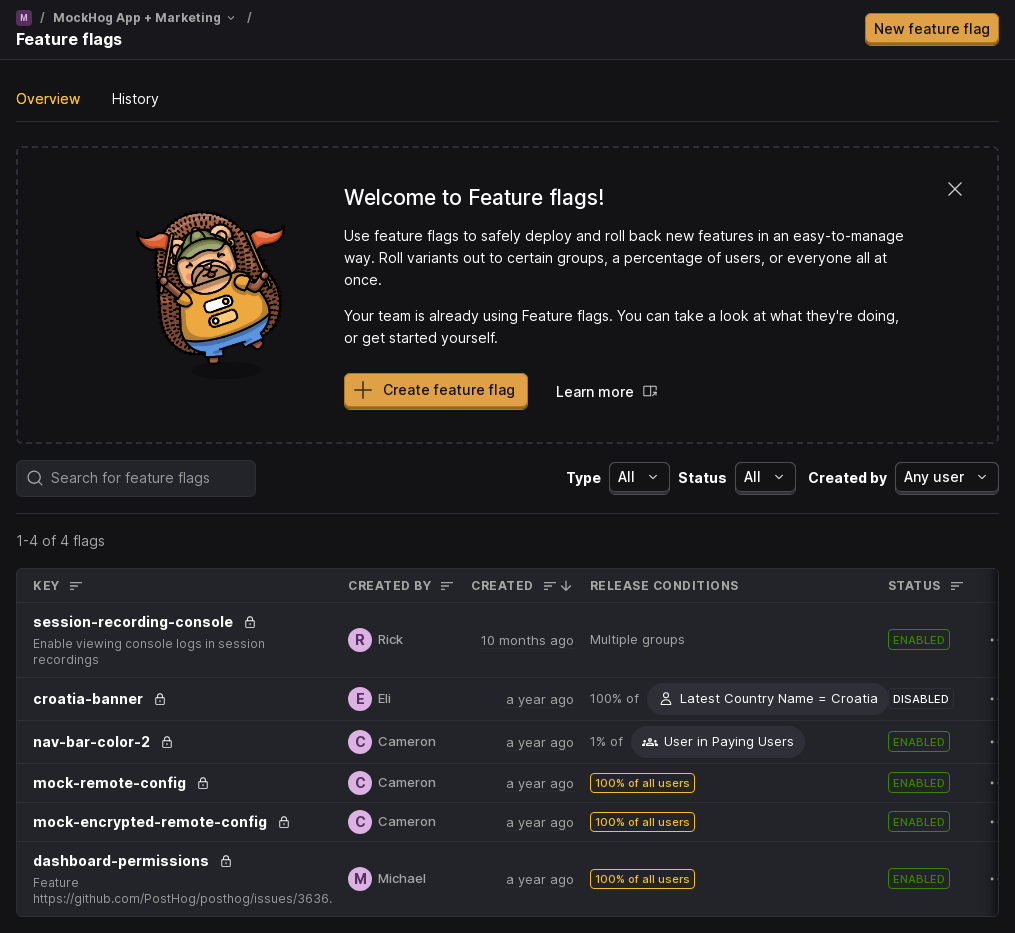 M / MockHog App + Marketing /
Feature flags
New feature flag
Overview History
Welcome to Feature flags!
Use feature flags to safely deploy and roll back new features in an easy-to-manage
way. Roll variants out to certain groups, a percentage of users, or everyone all at
once.
Your team is already using Feature flags. You can take a look at what they're doing,
or get started yourself.
Create feature flag Learn more
Search for feature flags Type All Status All Created by Any user
1-4 of 4 flags
KEY CREATED BY CREATED RELEASE CONDITIONS STATUS
session-recording-console
Enable viewing console logs in session
recordings
R Rick 10 months ago Multiple groups ENABLED
croatia-banner E Eli a year ago 100% of Latest Country Name = Croatia DISABLED
nav-bar-color-2 C Cameron a year ago 1% of User in Paying Users ENABLED
mock-remote-config C Cameron a year ago 100% of all users ENABLED
mock-encrypted-remote-config C Cameron a year ago 100% of all users ENABLED
dashboard-permissions
Feature
https://github.com/PostHog/posthog/issues/3636.
M Michael a year ago 100% of all users ENABLED